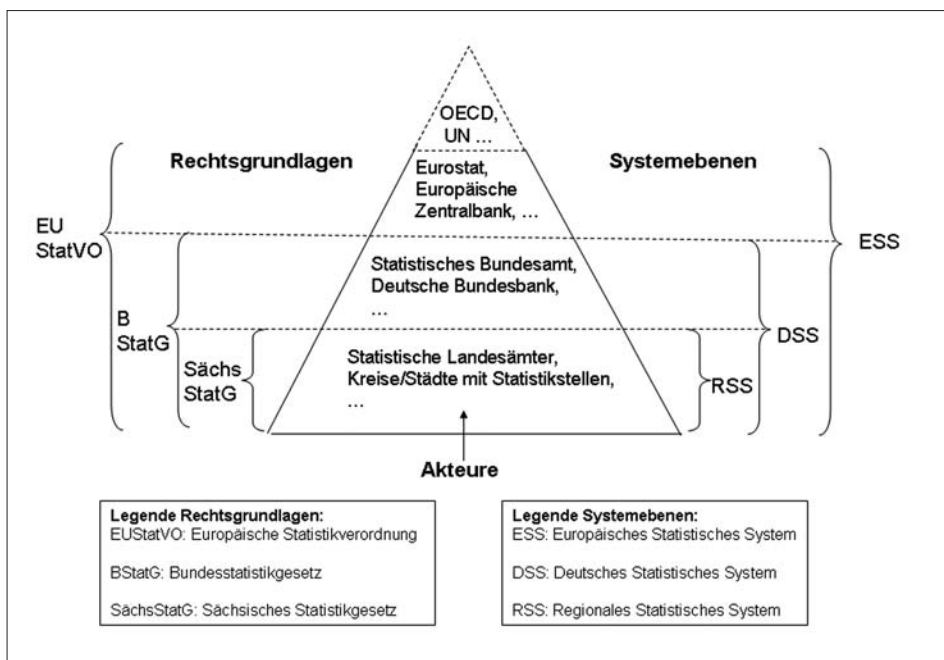 OECD,
UN ...
Rechtsgrundlagen
Systemebenen
Eurostat,
Europäische
Zentralbank, ...
EU
StatVO
ESS
Statistisches Bundesamt,
Deutsche Bundesbank,
...
B
StatG
DSS
Sächs
StatG
Statistische Landesämter,
Kreise/Städte mit Statistikstellen,
...
RSS
Akteure
Legende Rechtsgrundlagen:
EUStatVO: Europäische Statistikverordnung
BStatG: Bundesstatistikgesetz
SächsStatG: Sächsisches Statistikgesetz
Legende Systemebenen:
ESS: Europäisches Statistisches System
DSS: Deutsches Statistisches System
RSS: Regionales Statistisches System